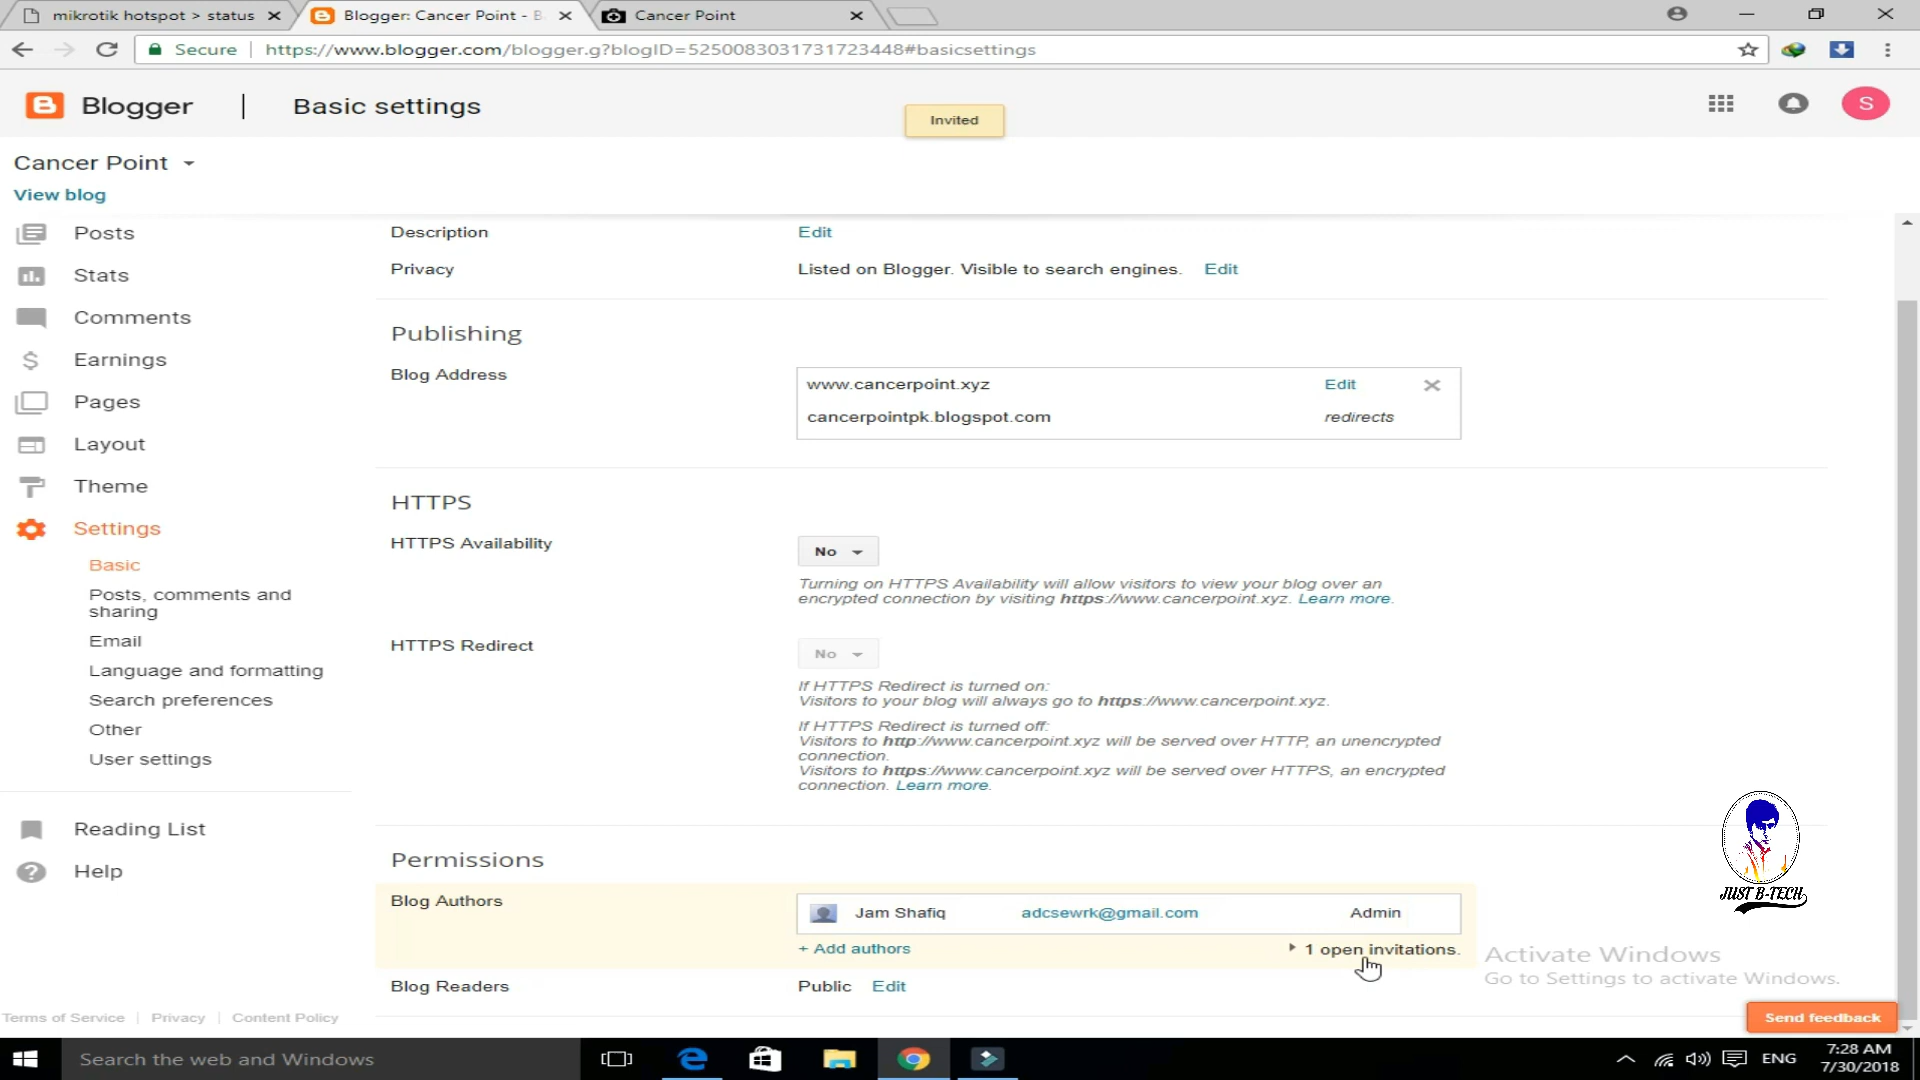 mikrotik hotspot > status
Blogger: Cancer Point - B
Cancer Point
Secure
https://www.blogger.com/blogger.g?blogID=5250083031731723448#basicsettings
Blogger
Basic settings
Invited
S
Cancer Point
View blog
Posts
Stats
Comments
Earnings
Pages
Layout
Theme
Settings
Basic
Posts, comments and
sharing
Email
Language and formatting
Search preferences
Other
User settings
Reading List
Help
Terms of Service | Privacy | Content Policy
Description Edit
Privacy Listed on Blogger. Visible to search engines. Edit
Publishing
Blog Address
www.cancerpoint.xyz Edit
cancerpointpk.blogspot.com redirects
HTTPS
HTTPS Availability No
Turning on HTTPS Availability will allow visitors to view your blog over an
encrypted connection by visiting https://www.cancerpoint.xyz. Learn more.
HTTPS Redirect No
If HTTPS Redirect is turned on:
Visitors to your blog will always go to https://www.cancerpoint.xyz.
If HTTPS Redirect is turned off:
Visitors to http://www.cancerpoint.xyz will be served over HTTP, an unencrypted
connection.
Visitors to https://www.cancerpoint.xyz will be served over HTTPS, an encrypted
connection. Learn more.
Permissions
Blog Authors Jam Shafiq adcsewrk@gmail.com Admin
+ Add authors 1 open invitations.
Blog Readers Public Edit
JUST B-TECH
Activate Windows
Go to Settings to activate Windows.
Send feedback
Search the web and Windows
ENG
7:28 AM
7/30/2018